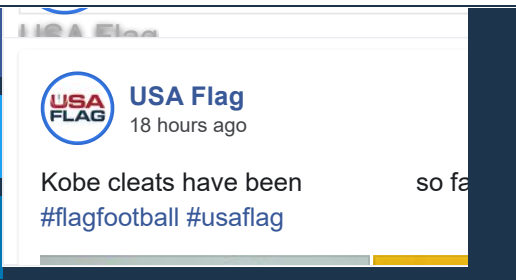 USA Flag
USA
FLAG
USA Flag
18 hours ago
Kobe cleats have been so fa
#flagfootball #usaflag